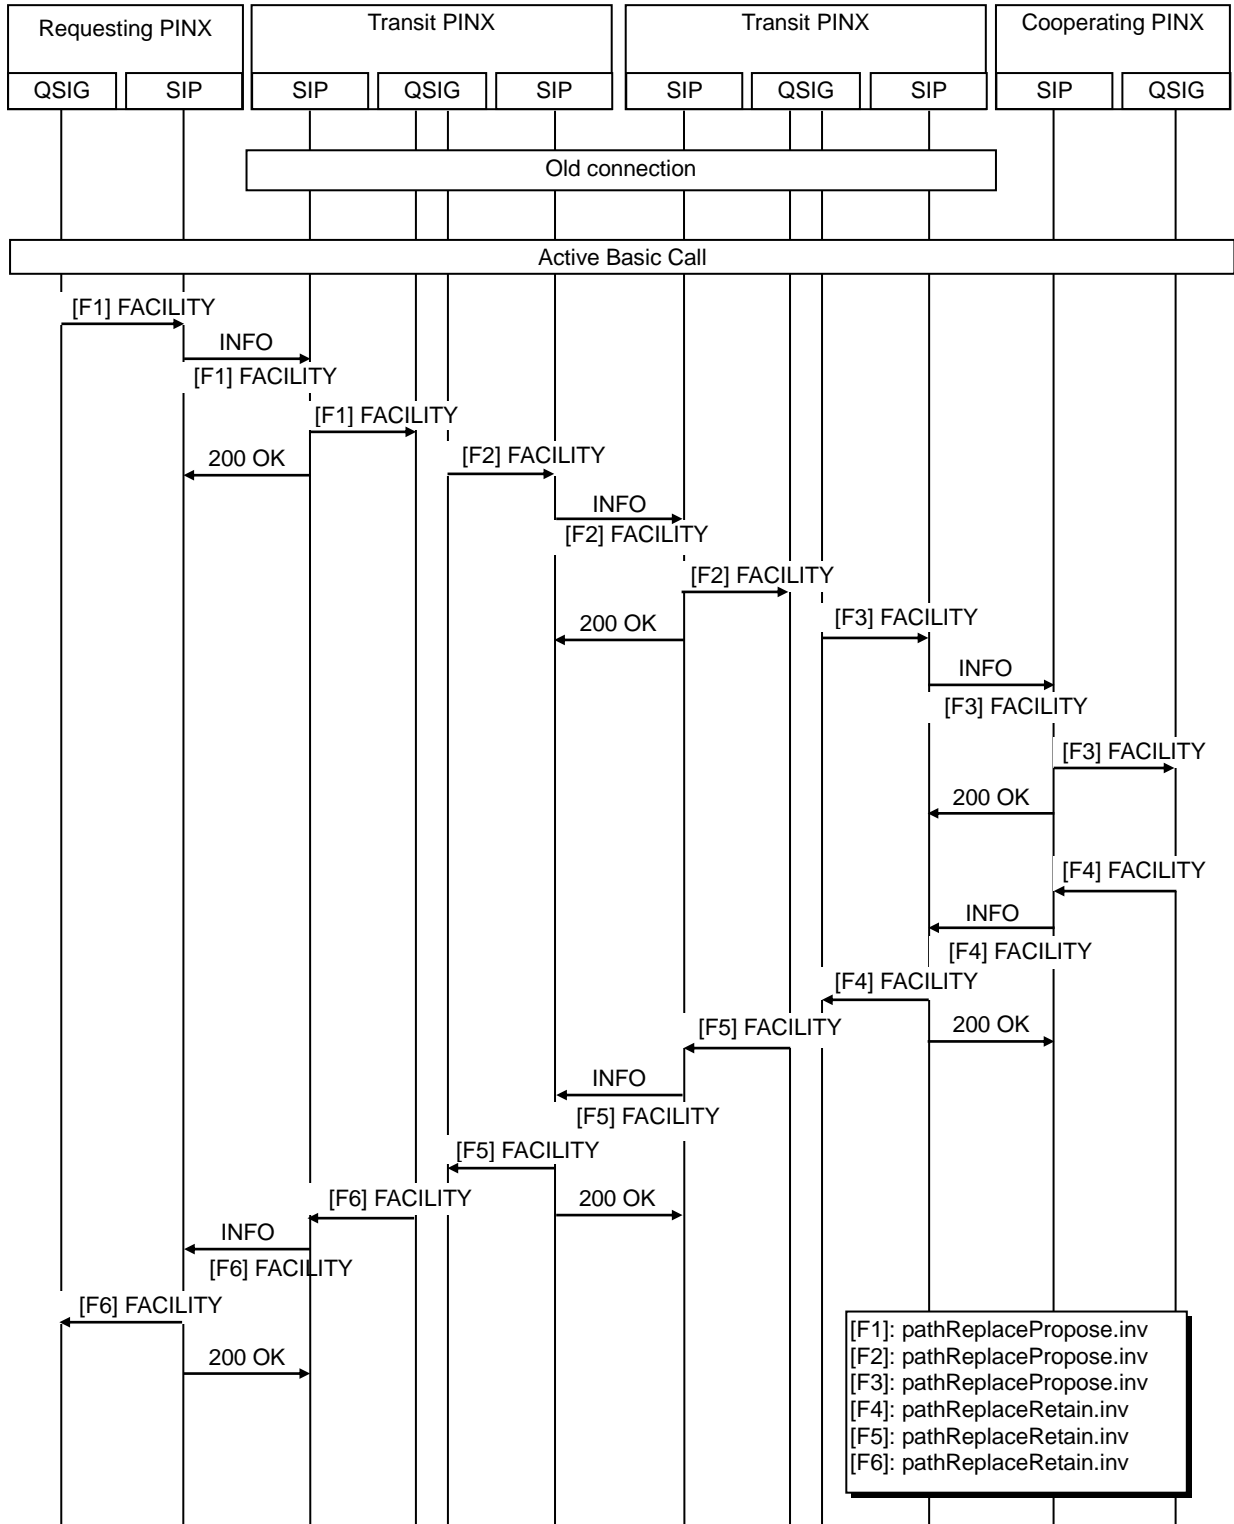 Requesting PINX
Transit PINX
Transit PINX
Cooperating PINX
QSIG
SIP
SIP
QSIG
SIP
SIP
QSIG
SIP
SIP
QSIG
Old connection
Active Basic Call
[F1] FACILITY
INFO
[F1] FACILITY
[F1] FACILITY
200 OK
[F2] FACILITY
INFO
[F2] FACILITY
[F2] FACILITY
200 OK
[F3] FACILITY
INFO
[F3] FACILITY
[F3] FACILITY
200 OK
[F4] FACILITY
INFO
[F4] FACILITY
[F4] FACILITY
200 OK
[F5] FACILITY
INFO
[F5] FACILITY
[F5] FACILITY
200 OK
[F6] FACILITY
INFO
[F6] FACILITY
[F6] FACILITY
200 OK
[F1]: pathReplacePropose.inv
[F2]: pathReplacePropose.inv
[F3]: pathReplacePropose.inv
[F4]: pathReplaceRetain.inv
[F5]: pathReplaceRetain.inv
[F6]: pathReplaceRetain.inv